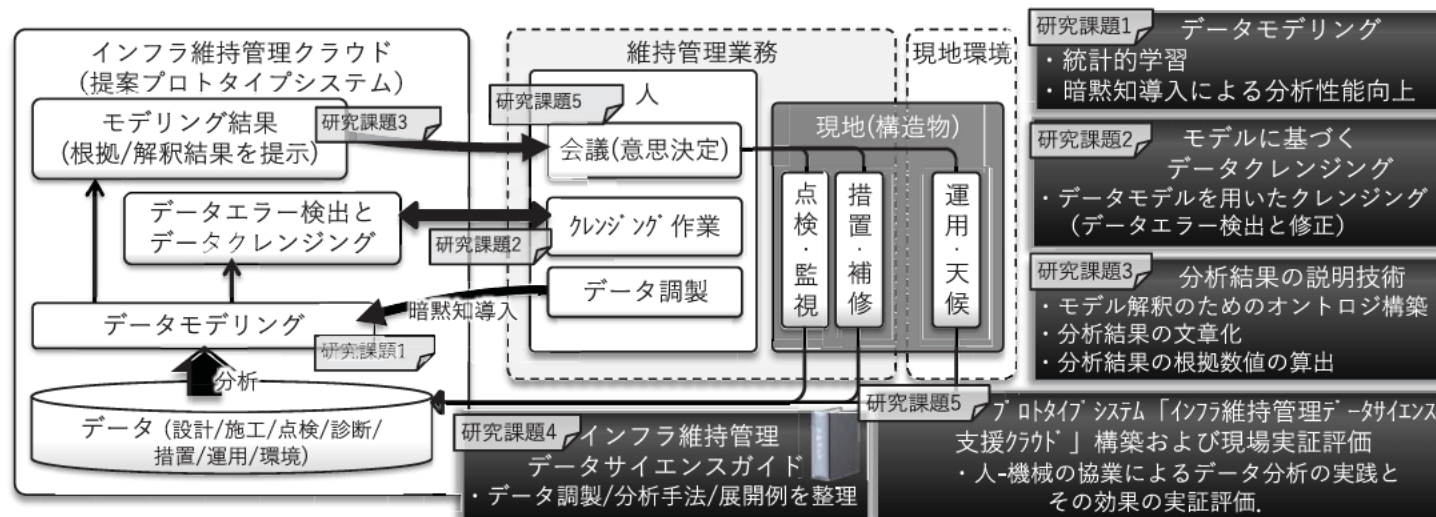 インフラ維持管理クラウド
(提案プロトタイプシステム)
モデリング結果
(根拠/解釈結果を提示)
研究課題3
データエラー検出と
データクレンジング
研究課題2
データモデリング
研究課題1
暗黙知導入
分析
データ (設計/施工/点検/診断/
措置/運用/環境)
維持管理業務
研究課題5
人
会議(意思決定)
クレンジング作業
データ調製
現地環境
現地(構造物)
点検・監視
措置・補修
運用・天候
研究課題1
データモデリング
・統計的学習
・暗黙知導入による分析性能向上
研究課題2
モデルに基づく
データクレンジング
・データモデルを用いたクレンジング
(データエラー検出と修正)
研究課題3
分析結果の説明技術
・モデル解釈のためのオントロジ構築
・分析結果の文章化
・分析結果の根拠数値の算出
研究課題4
インフラ維持管理
データサイエンスガイド
・データ調製/分析手法/展開例を整理
研究課題5
プロトタイプシステム「インフラ維持管理データサイエンス
支援クラウド」構築および現場実証評価
・人-機械の協業によるデータ分析の実践と
その効果の実証評価.